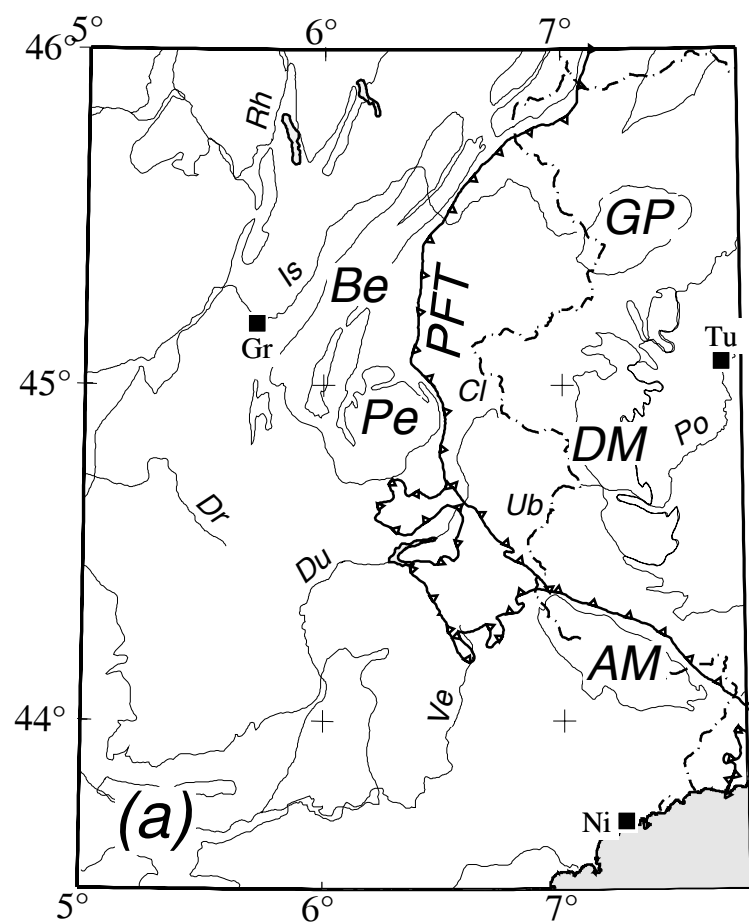 5° 6° 7°
46°
Rh
GP
Is
Be
PFT
Gr
Tu
45°
Cl
Pe
DM
Po
Dr
Ub
Du
AM
Ve
44°
(a)
Ni
5° 6° 7°